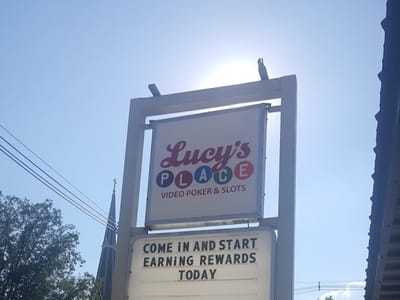 Lucy's
PLACE
VIDEO POKER & SLOTS
COME IN AND START
EARNING REWARDS
TODAY